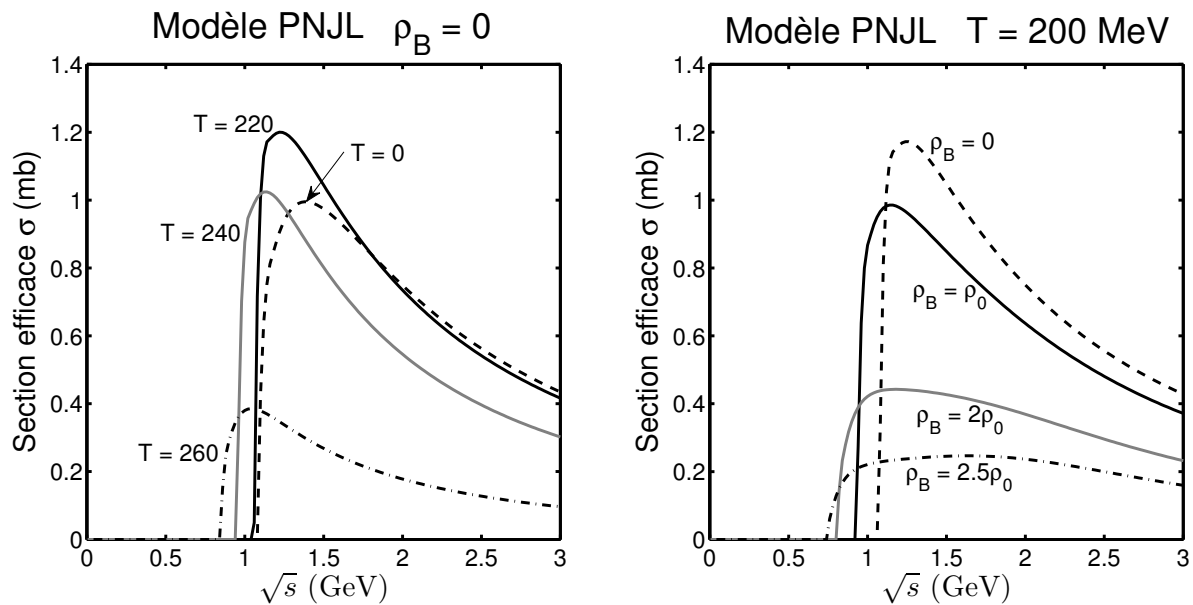 Modèle PNJL ρB = 0
Section efficace σ (mb)
1.4
1.2
1
0.8
0.6
0.4
0.2
0
T = 220
T = 0
T = 240
T = 260
0 0.5 1 1.5 2 2.5 3
√s (GeV)
Modèle PNJL T = 200 MeV
Section efficace σ (mb)
1.4
1.2
1
0.8
0.6
0.4
0.2
0
ρB = 0
ρB = ρ0
ρB = 2ρ0
ρB = 2.5ρ0
0 0.5 1 1.5 2 2.5 3
√s (GeV)